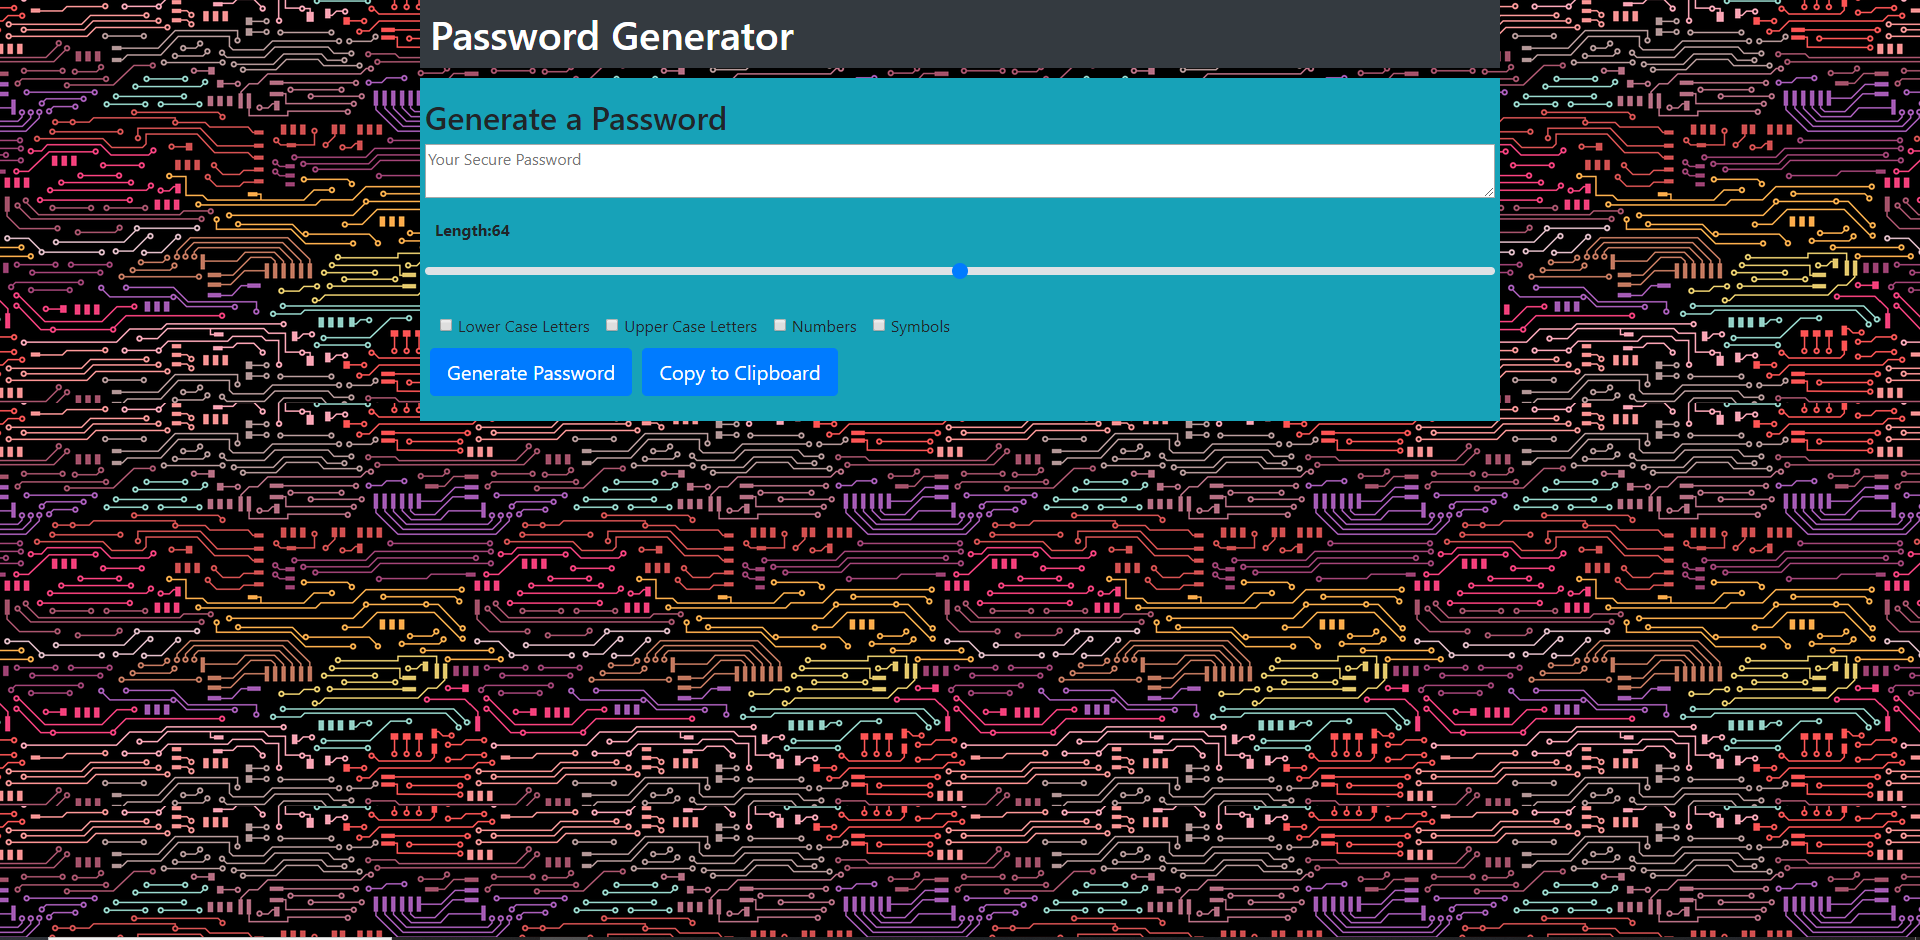 Password Generator
Generate a Password
Your Secure Password
Length:64
Lower Case Letters Upper Case Letters Numbers Symbols
Generate Password Copy to Clipboard